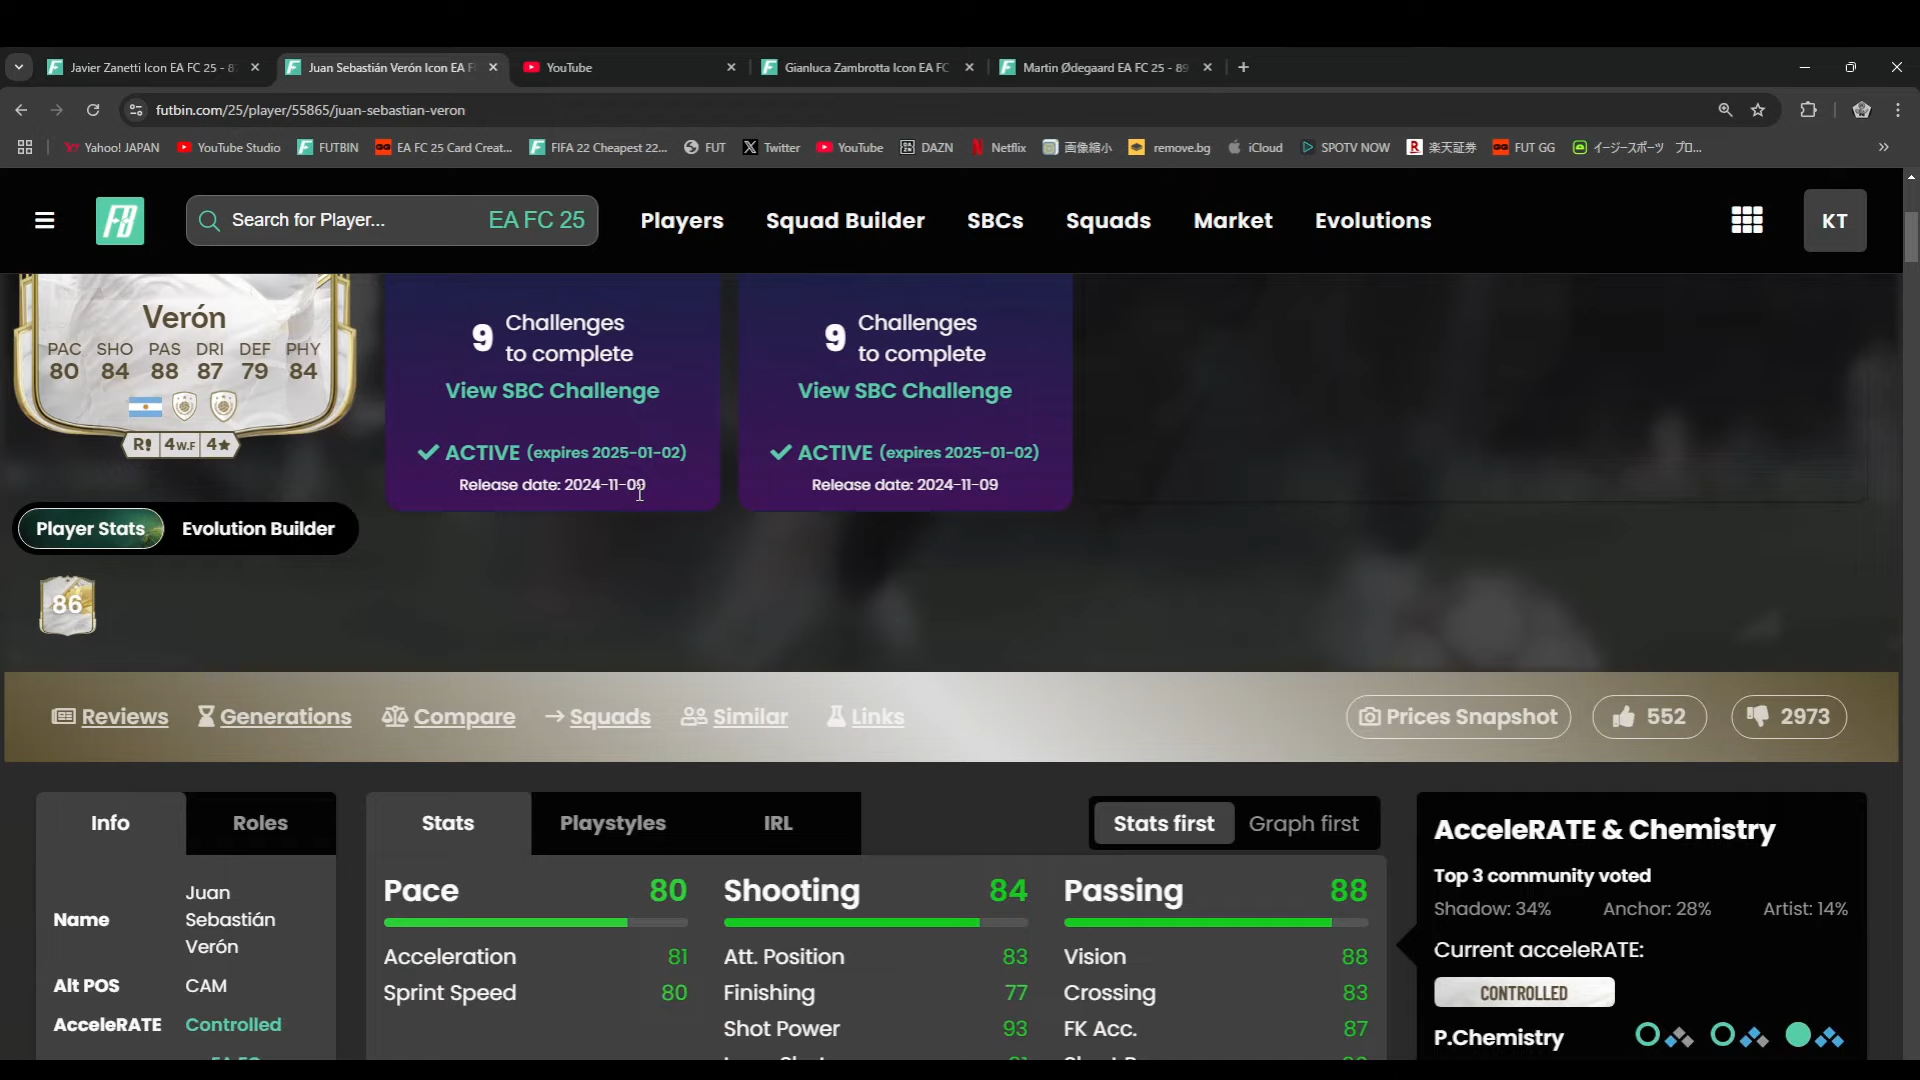 Javier Zanetti Icon EA FC 25 - 8
Juan Sebastián Verón Icon EA F
YouTube
Gianluca Zambrotta Icon EA FC
Martin Ødegaard EA FC 25 - 89
futbin.com/25/player/55865/juan-sebastian-veron
Yahoo! JAPAN
YouTube Studio
FUTBIN
EA FC 25 Card Creat...
FIFA 22 Cheapest 22...
FUT
Twitter
YouTube
DAZN
Netflix
画像縮小
remove.bg
iCloud
SPOTV NOW
楽天証券
FUT GG
イージースポーツ プロ...
Search for Player...
EA FC 25
Players
Squad Builder
SBCs
Squads
Market
Evolutions
KT
Verón
PAC SHO PAS DRI DEF PHY
80 84 88 87 79 84
4 W.F 4★
9 Challenges
to complete
View SBC Challenge
ACTIVE (expires 2025-01-02)
Release date: 2024-11-09
9 Challenges
to complete
View SBC Challenge
ACTIVE (expires 2025-01-02)
Release date: 2024-11-09
Player Stats
Evolution Builder
86
Reviews
Generations
Compare
Squads
Similar
Links
Prices Snapshot
552
2973
Info
Roles
Name
Juan
Sebastián
Verón
Alt POS CAM
AcceleRATE Controlled
Stats
Playstyles
IRL
Stats first
Graph first
Pace 80
Acceleration 81
Sprint Speed 80
Shooting 84
Att. Position 83
Finishing 77
Shot Power 93
Passing 88
Vision 88
Crossing 83
FK Acc. 87
AcceleRATE & Chemistry
Top 3 community voted
Shadow: 34% Anchor: 28% Artist: 14%
Current acceleRATE:
CONTROLLED
P.Chemistry